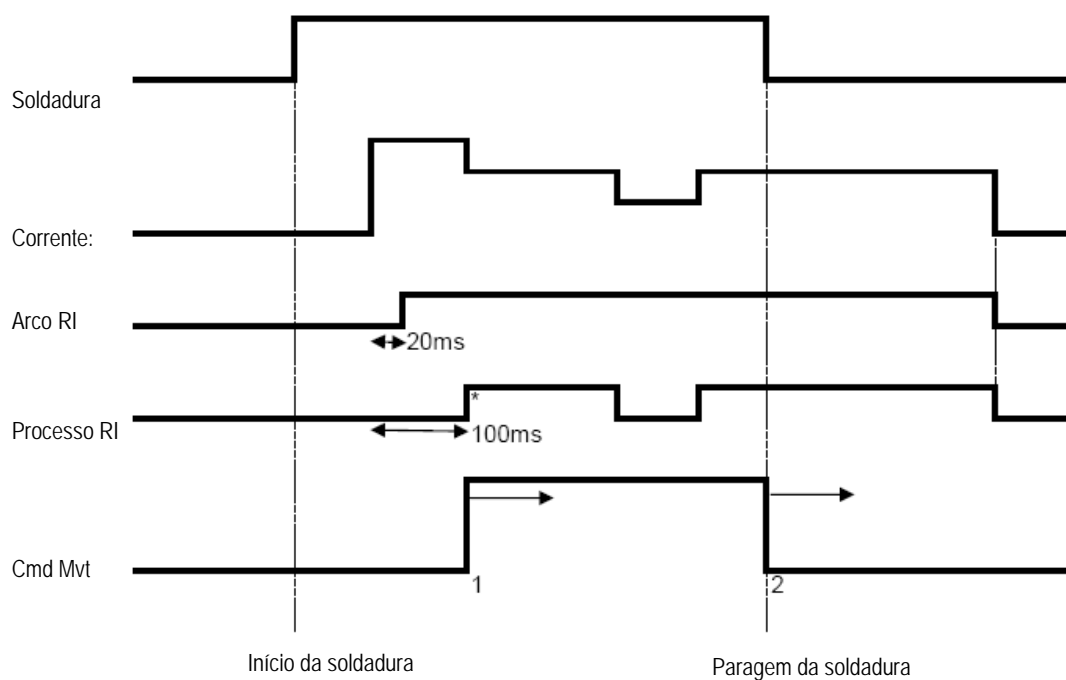 Soldadura
Corrente:
Arco RI
20ms
*
Processo RI
100ms
Cmd Mvt
1
2
Início da soldadura
Paragem da soldadura